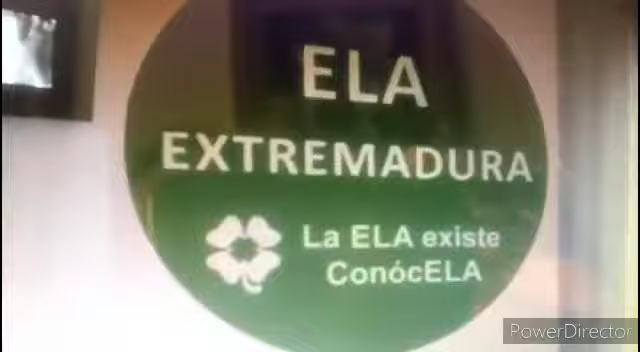 ELA
EXTREMADURA
La ELA existe
ConócELA
PowerDirector